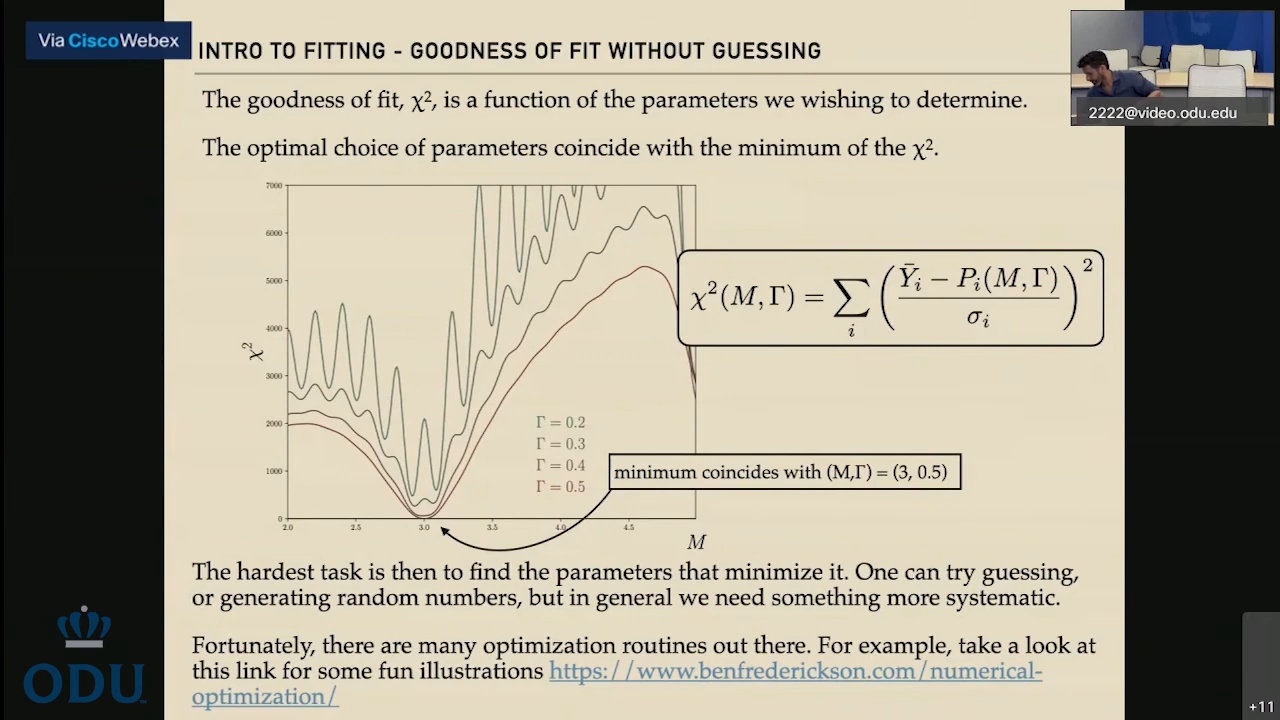 Via CiscoWebex
INTRO TO FITTING - GOODNESS OF FIT WITHOUT GUESSING
2222@video.odu.edu
The goodness of fit, χ², is a function of the parameters we wishing to determine.
The optimal choice of parameters coincide with the minimum of the χ².
7000
6000
5000
4000
3000
2000
1000
0
χ²
2.0 2.5 3.0 3.5 4.0 4.5
M
Γ = 0.2
Γ = 0.3
Γ = 0.4
Γ = 0.5
χ²(M, Γ) = ∑ᵢ ( (Ȳᵢ − Pᵢ(M, Γ)) / σᵢ )²
minimum coincides with (M,Γ) = (3, 0.5)
The hardest task is then to find the parameters that minimize it. One can try guessing,
or generating random numbers, but in general we need something more systematic.
Fortunately, there are many optimization routines out there. For example, take a look at
this link for some fun illustrations https://www.benfrederickson.com/numerical-
optimization/
ODU
+11